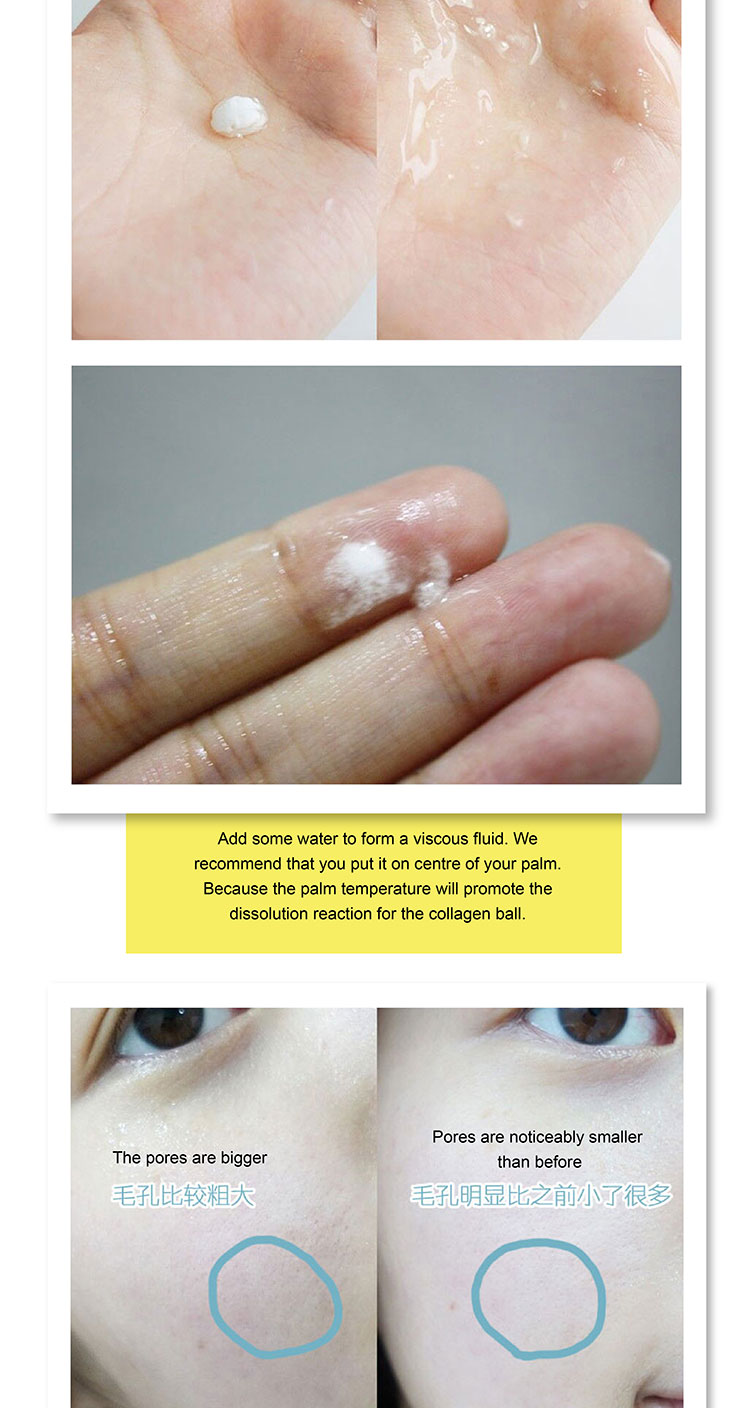 Add some water to form a viscous fluid. We
recommend that you put it on centre of your palm.
Because the palm temperature will promote the
dissolution reaction for the collagen ball.
The pores are bigger
毛孔比较粗大
Pores are noticeably smaller
than before
毛孔明显比之前小了很多